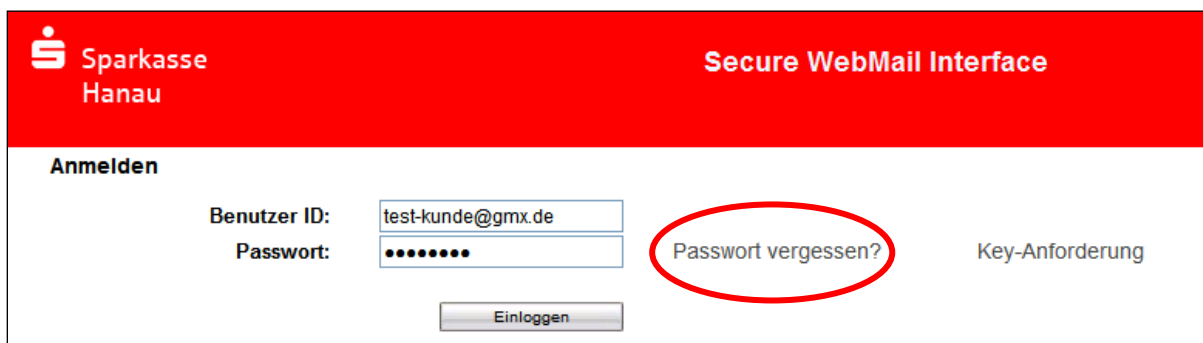 Sparkasse
Hanau
Secure WebMail Interface
Anmelden
Benutzer ID: test-kunde@gmx.de
Passwort: •••••••• Passwort vergessen? Key-Anforderung
Einloggen